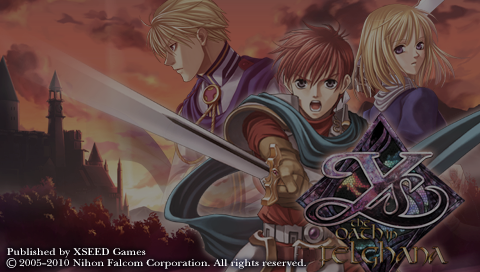 Ys
the
OATH IN
FELGHANA
Published by XSEED Games
© 2005-2010 Nihon Falcom Corporation. All rights reserved.